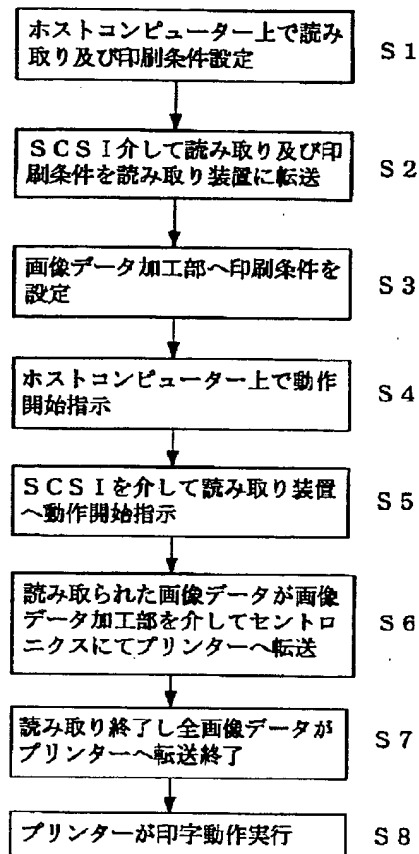 ホストコンピューター上で読み
取り及び印刷条件設定
S1
SCSI介して読み取り及び印
刷条件を読み取り装置に転送
S2
画像データ加工部へ印刷条件を
設定
S3
ホストコンピューター上で動作
開始指示
S4
SCSIを介して読み取り装置
へ動作開始指示
S5
読み取られた画像データが画像
データ加工部を介してセントロ
ニクスにてプリンターへ転送
S6
読み取り終了し全画像データが
プリンターへ転送終了
S7
プリンターが印字動作実行
S8